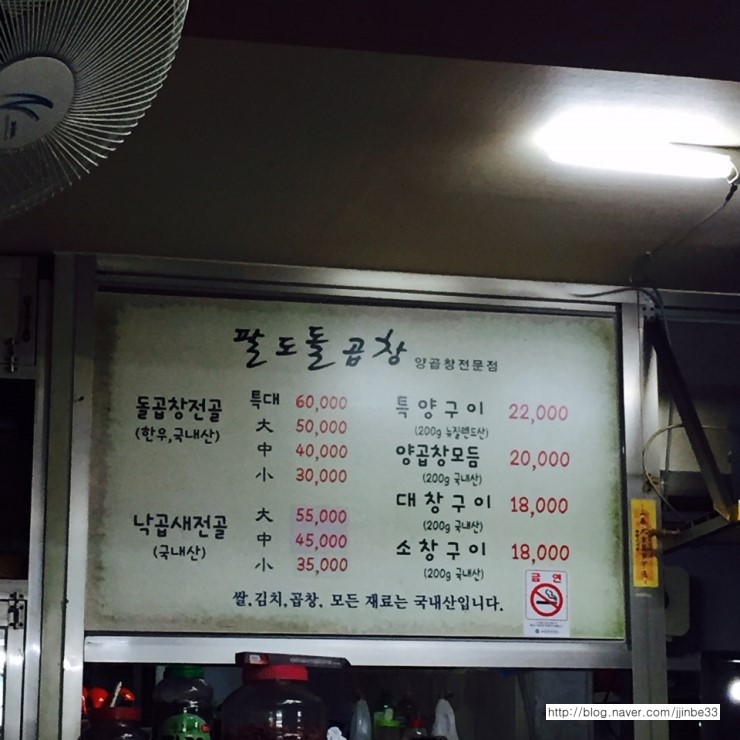 팔도돌곱창 양곱창전문점
돌곱창전골
(한우,국내산)
특대 60,000
大 50,000
中 40,000
小 30,000
낙곱새전골
(국내산)
大 55,000
中 45,000
小 35,000
특양구이 22,000
(200g 뉴질랜드산)
양곱창모듬 20,000
(200g 국내산)
대창구이 18,000
(200g 국내산)
소창구이 18,000
(200g 국내산)
쌀,김치,곱창, 모든 재료는 국내산입니다.
금연
http://blog.naver.com/jjinbe33